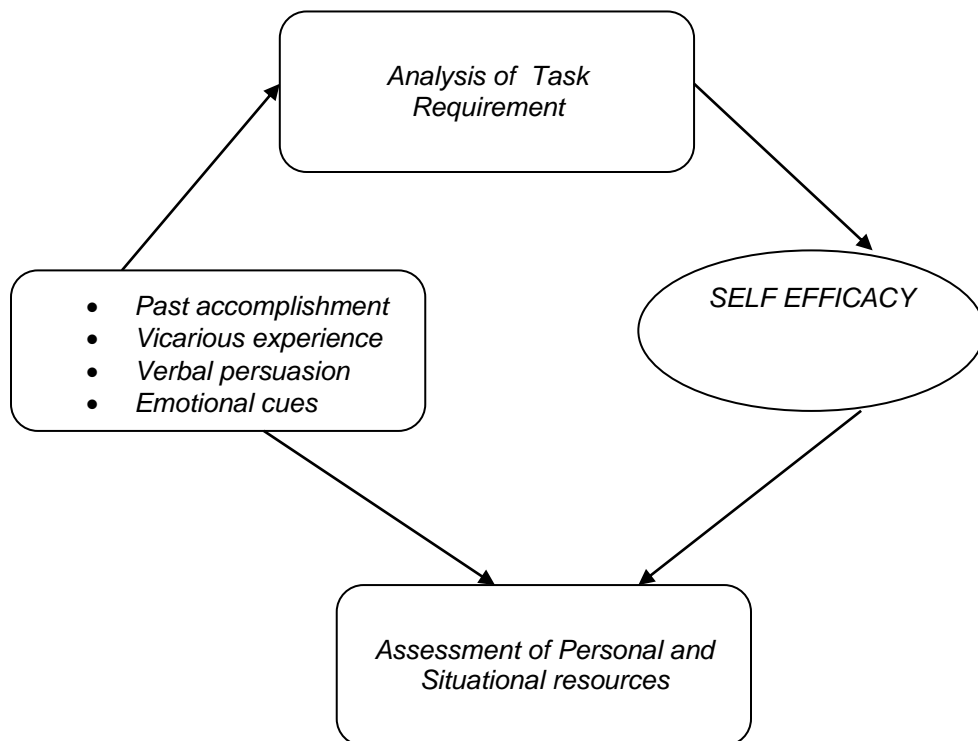 Analysis of Task
Requirement
• Past accomplishment
• Vicarious experience
• Verbal persuasion
• Emotional cues
SELF EFFICACY
Assessment of Personal and
Situational resources